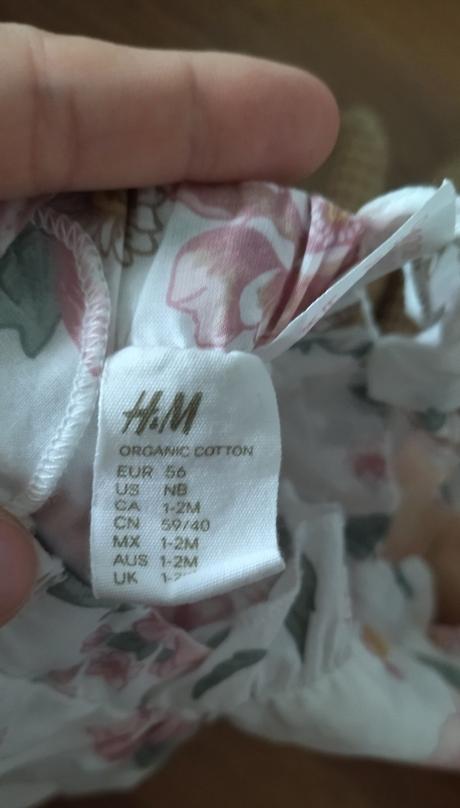 H&M
ORGANIC COTTON
EUR 56
US NB
CA 1-2M
CN 59/40
MX 1-2M
AUS 1-2M
UK